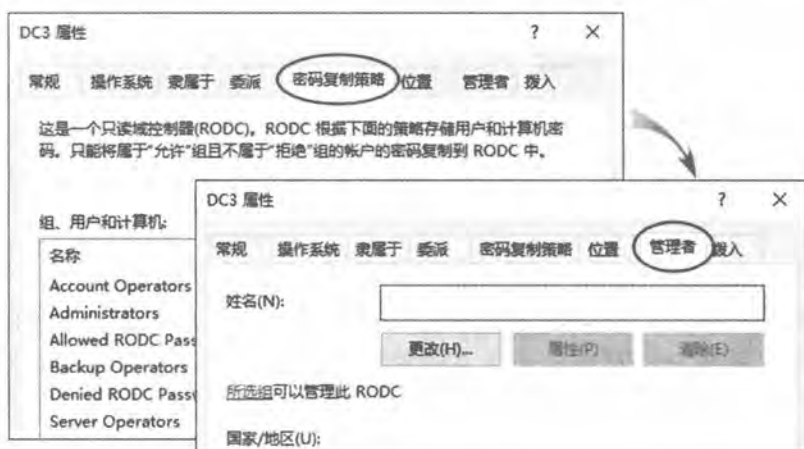 DC3 属性 ? ×
常规 操作系统 隶属于 委派 密码复制策略 位置 管理者 拨入
这是一个只读域控制器(RODC)。RODC 根据下面的策略存储用户和计算机密
码。只能将属于“允许”组且不属于“拒绝”组的帐户的密码复制到 RODC 中。
组、用户和计算机:
名称
Account Operators
Administrators
Allowed RODC Pass
Backup Operators
Denied RODC Passw
Server Operators
DC3 属性 ? ×
常规 操作系统 隶属于 委派 密码复制策略 位置 管理者 拨入
姓名(N):
更改(H)... 属性(P) 清除(E)
所选组可以管理此 RODC
国家/地区(U):